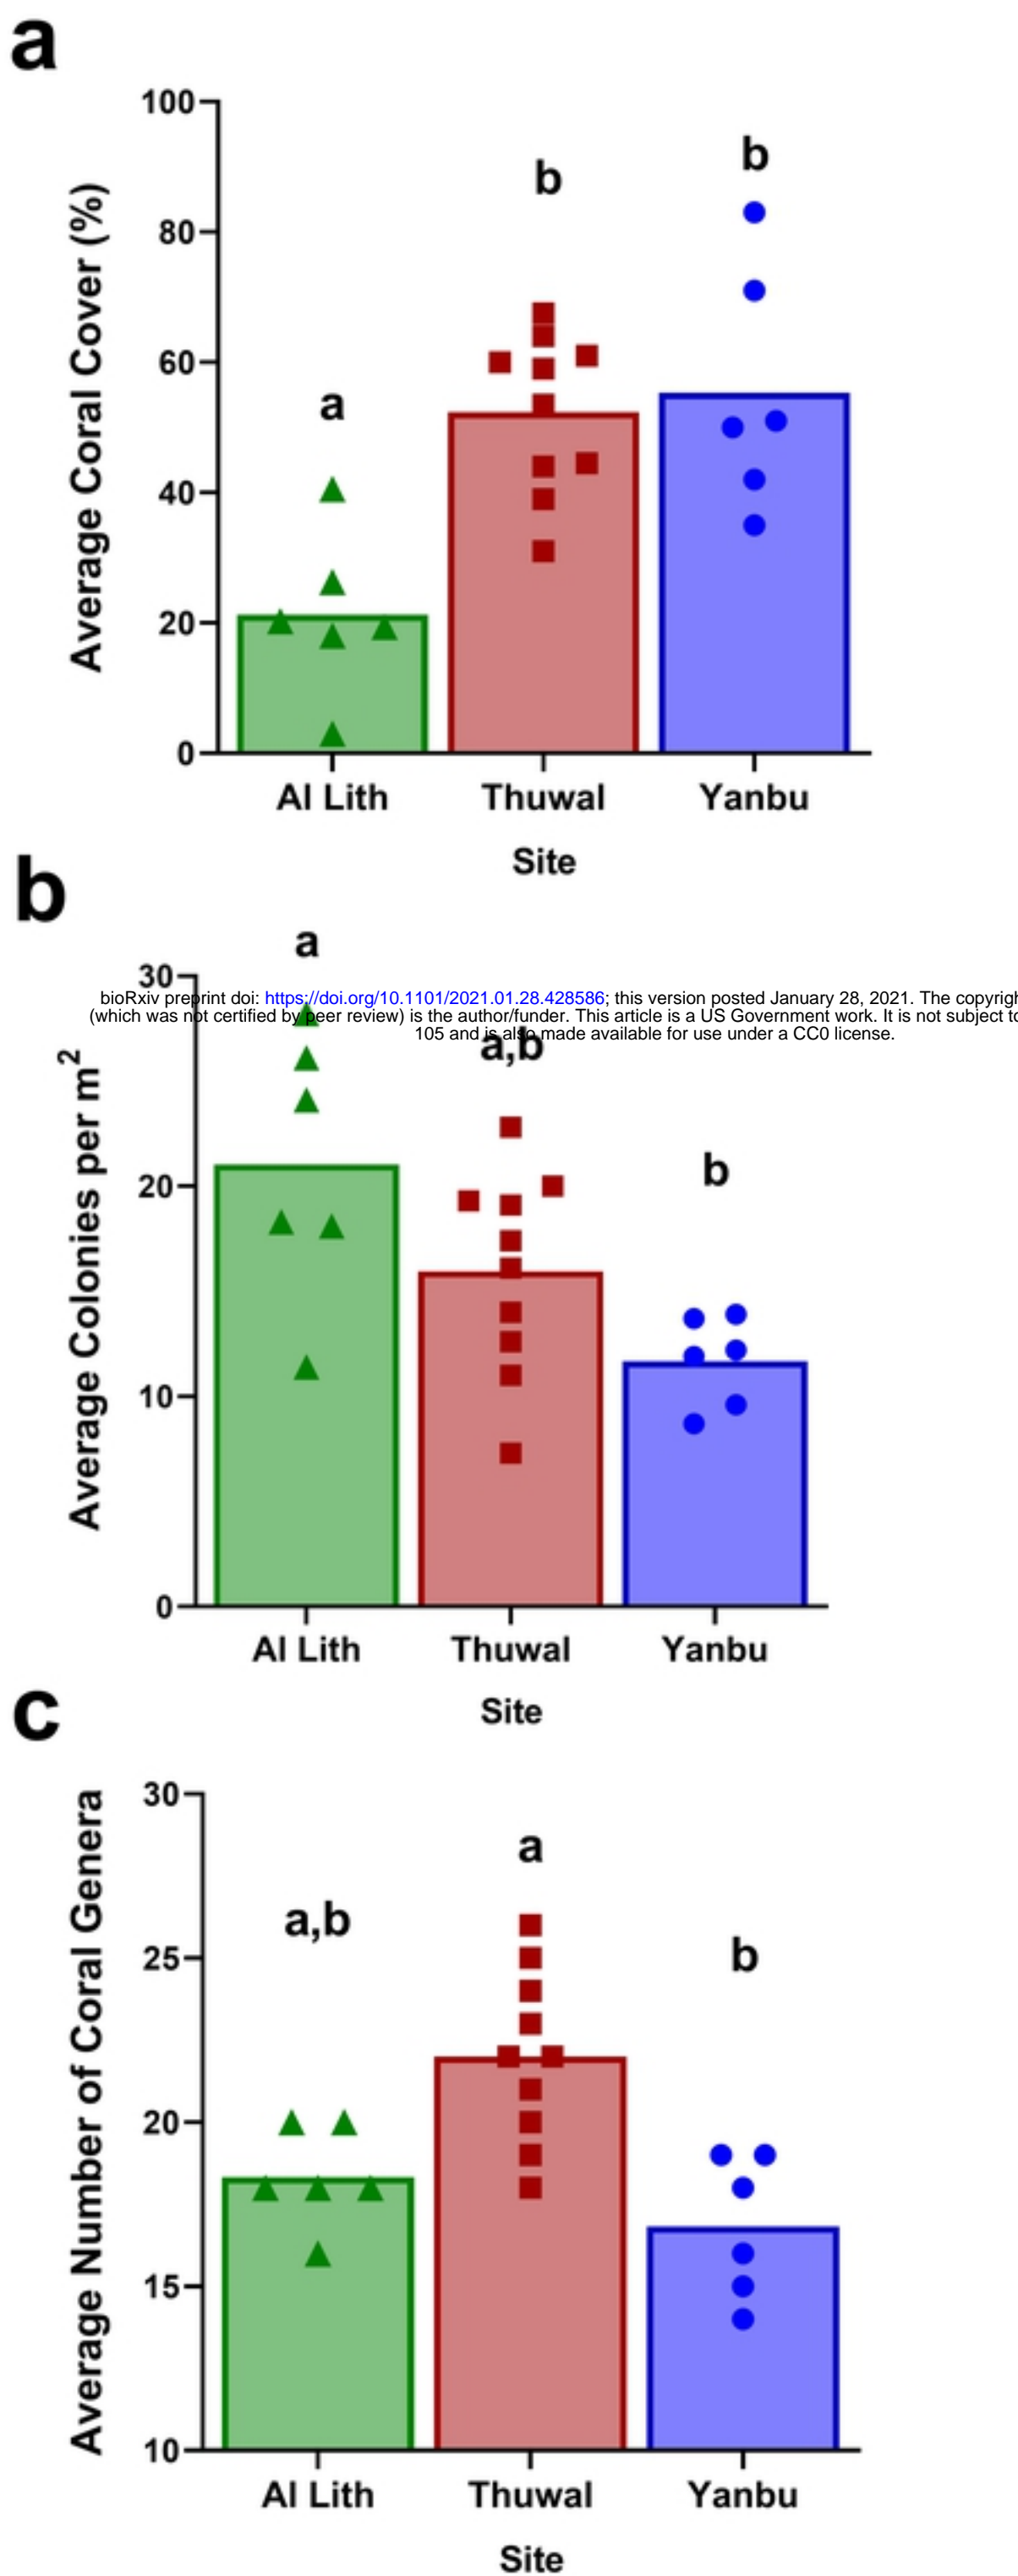 a
100
80
60
40
20
0
Average Coral Cover (%)
a
b
b
Al Lith
Thuwal
Yanbu
Site
b
30
20
10
0
Average Colonies per m²
a
a,b
b
bioRxiv preprint doi: https://doi.org/10.1101/2021.01.28.428586; this version posted January 28, 2021. The
(which was not certified by peer review) is the author/funder. This article is a US Government work. It is not subject to
105 and is also made available for use under a CC0 license.
Al Lith
Thuwal
Yanbu
Site
c
30
25
20
15
10
Average Number of Coral Genera
a,b
a
b
Al Lith
Thuwal
Yanbu
Site